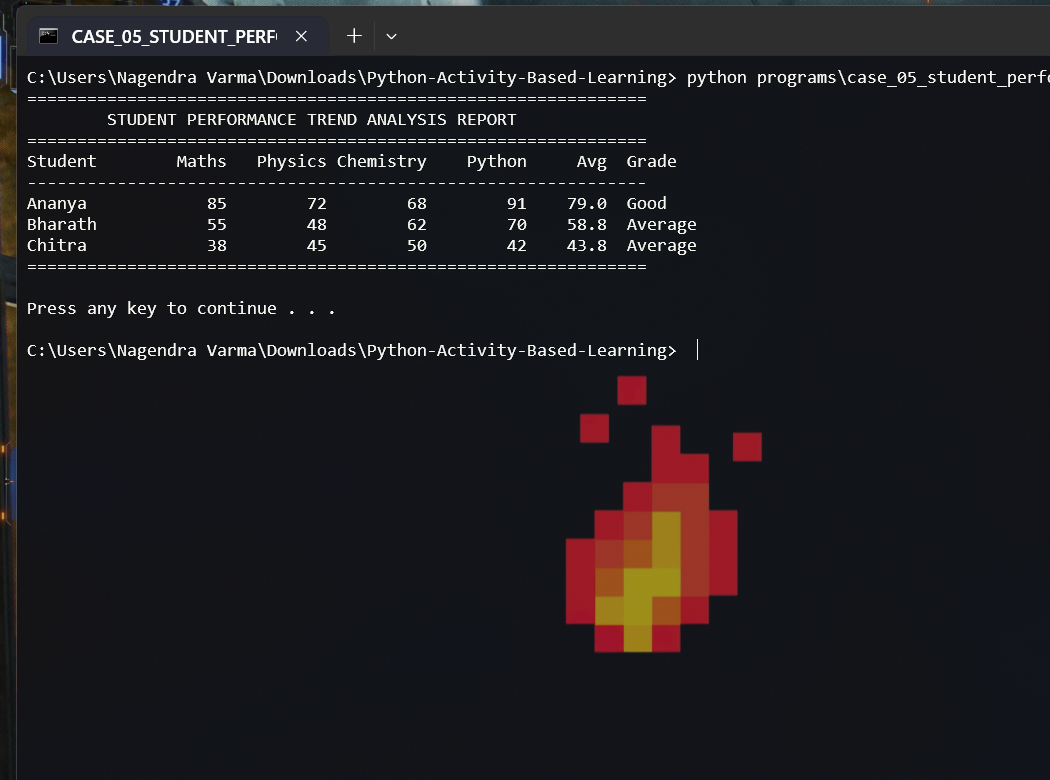 CASE_05_STUDENT_PERF
C:\Users\Nagendra Varma\Downloads\Python-Activity-Based-Learning> python programs\case_05_student_perfo
==============================================================
        STUDENT PERFORMANCE TREND ANALYSIS REPORT
==============================================================
Student        Maths   Physics Chemistry    Python     Avg  Grade
--------------------------------------------------------------
Ananya            85        72        68        91    79.0  Good
Bharath           55        48        62        70    58.8  Average
Chitra            38        45        50        42    43.8  Average
==============================================================
Press any key to continue . . .
C:\Users\Nagendra Varma\Downloads\Python-Activity-Based-Learning>